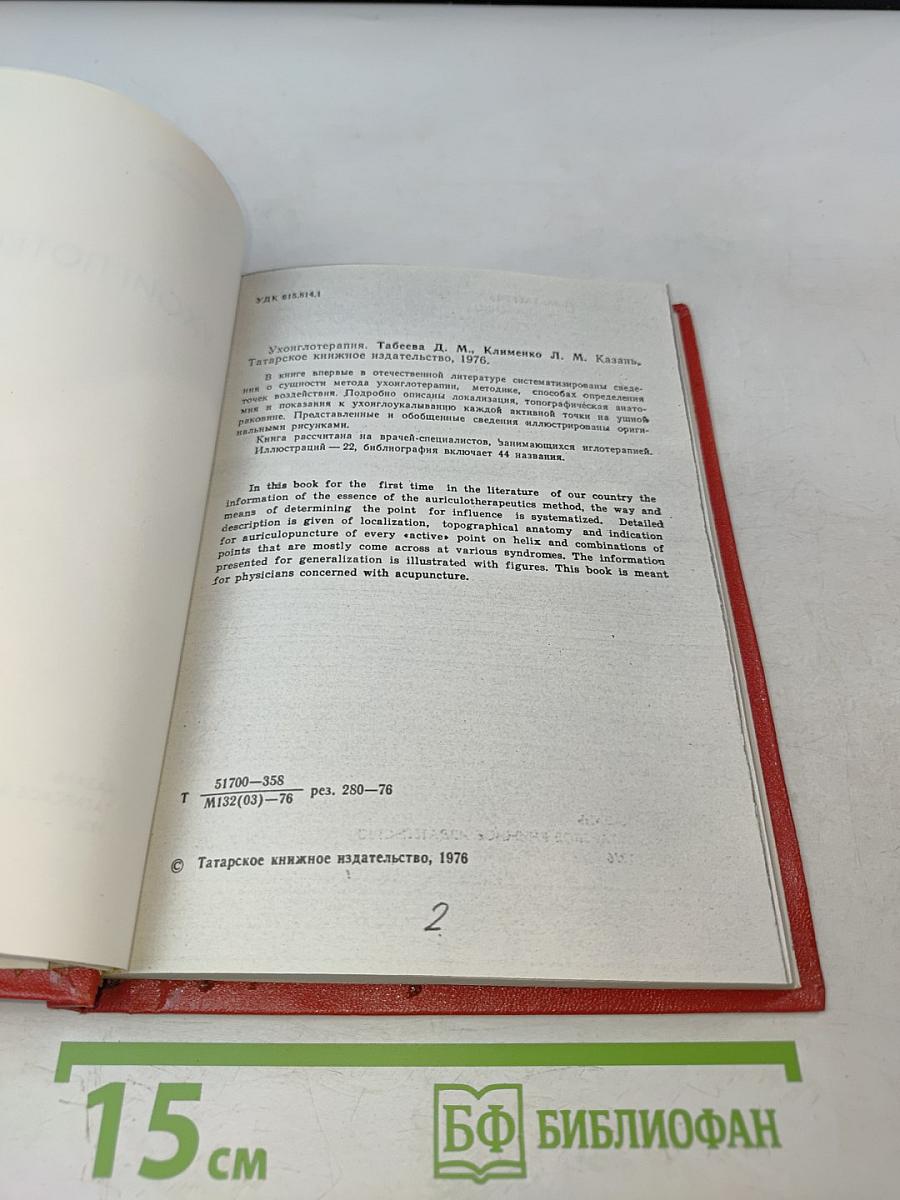 УДК 615.814.1
Ухоиглотерапия. Табеева Д. М., Клименко Л. М. Казань,
Татарское книжное издательство, 1976.
В книге впервые в отечественной литературе систематизированы сведе-
ния о сущности метода ухоиглотерапии, методике, способах определения
точек воздействия. Подробно описаны локализация, топографическая анато-
мия и показания к ухоиглоукалыванию каждой активной точки на ушной
раковине. Представленные и обобщенные сведения иллюстрированы ориги-
нальными рисунками.
Книга рассчитана на врачей-специалистов, занимающихся иглотерапией.
Иллюстраций — 22, библиография включает 44 названия.
In this book for the first time in the literature of our country the
information of the essence of the auriculotherapeutics method, the way and
means of determining the point for influence is systematized. Detailed
description is given of localization, topographical anatomy and indication
for auriculopuncture of every «active» point on helix and combinations of
points that are mostly come across at various syndromes. The information
presented for generalization is illustrated with figures. This book is meant
for physicians concerned with acupuncture.
51700—358
Т М132(03)—76 рез. 280—76
© Татарское книжное издательство, 1976
2
15 см
БФ БИБЛИОФАН